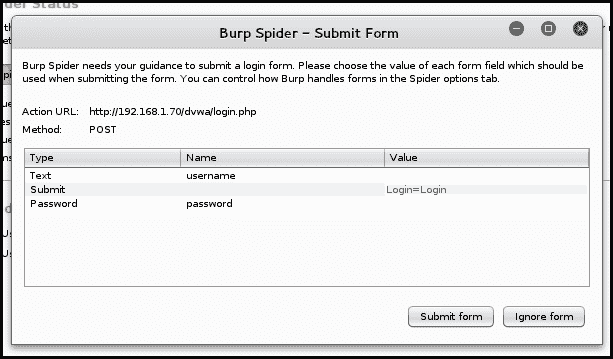 der Status
Burp Spider – Submit Form
Burp Spider needs your guidance to submit a login form. Please choose the value of each form field which should be
used when submitting the form. You can control how Burp handles forms in the Spider options tab.
Action URL: http://192.168.1.70/dvwa/login.php
Method: POST
Type Name Value
Text username
Submit Login=Login
Password password
Submit form Ignore form